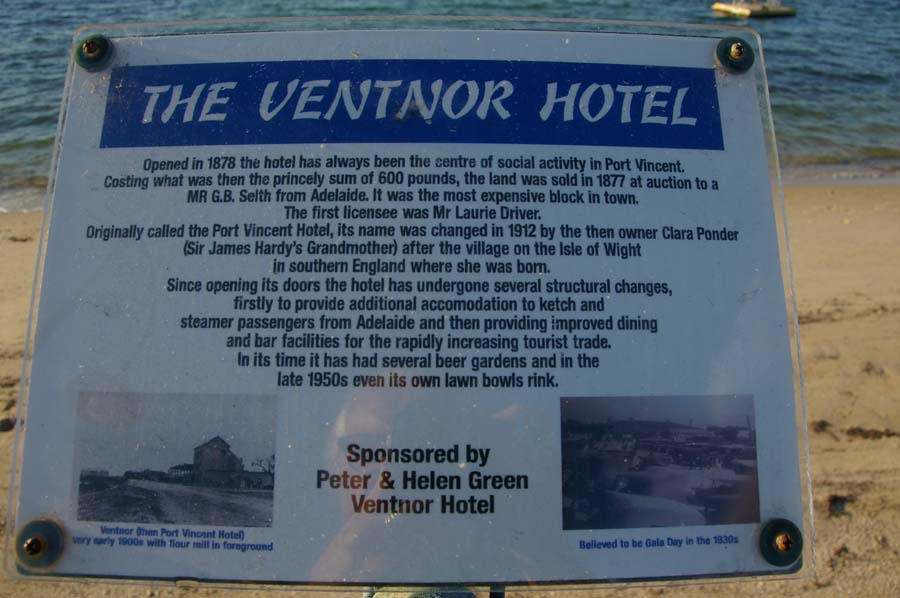 THE VENTNOR HOTEL
Opened in 1878 the hotel has always been the centre of social activity in Port Vincent.
Costing what was then the princely sum of 600 pounds, the land was sold in 1877 at auction to a
MR G.B. Seith from Adelaide. It was the most expensive block in town.
The first licensee was Mr Laurie Driver.
Originally called the Port Vincent Hotel, its name was changed in 1912 by the then owner Clara Ponder
(Sir James Hardy's Grandmother) after the village on the Isle of Wight
in southern England where she was born.
Since opening its doors the hotel has undergone several structural changes,
firstly to provide additional accomodation to ketch and
steamer passengers from Adelaide and then providing improved dining
and bar facilities for the rapidly increasing tourist trade.
In its time it has had several beer gardens and in the
late 1950s even its own lawn bowls rink.
Sponsored by
Peter & Helen Green
Ventnor Hotel
Ventnor (then Port Vincent Hotel)
very early 1900s with flour mill in foreground
Believed to be Gala Day in the 1930s